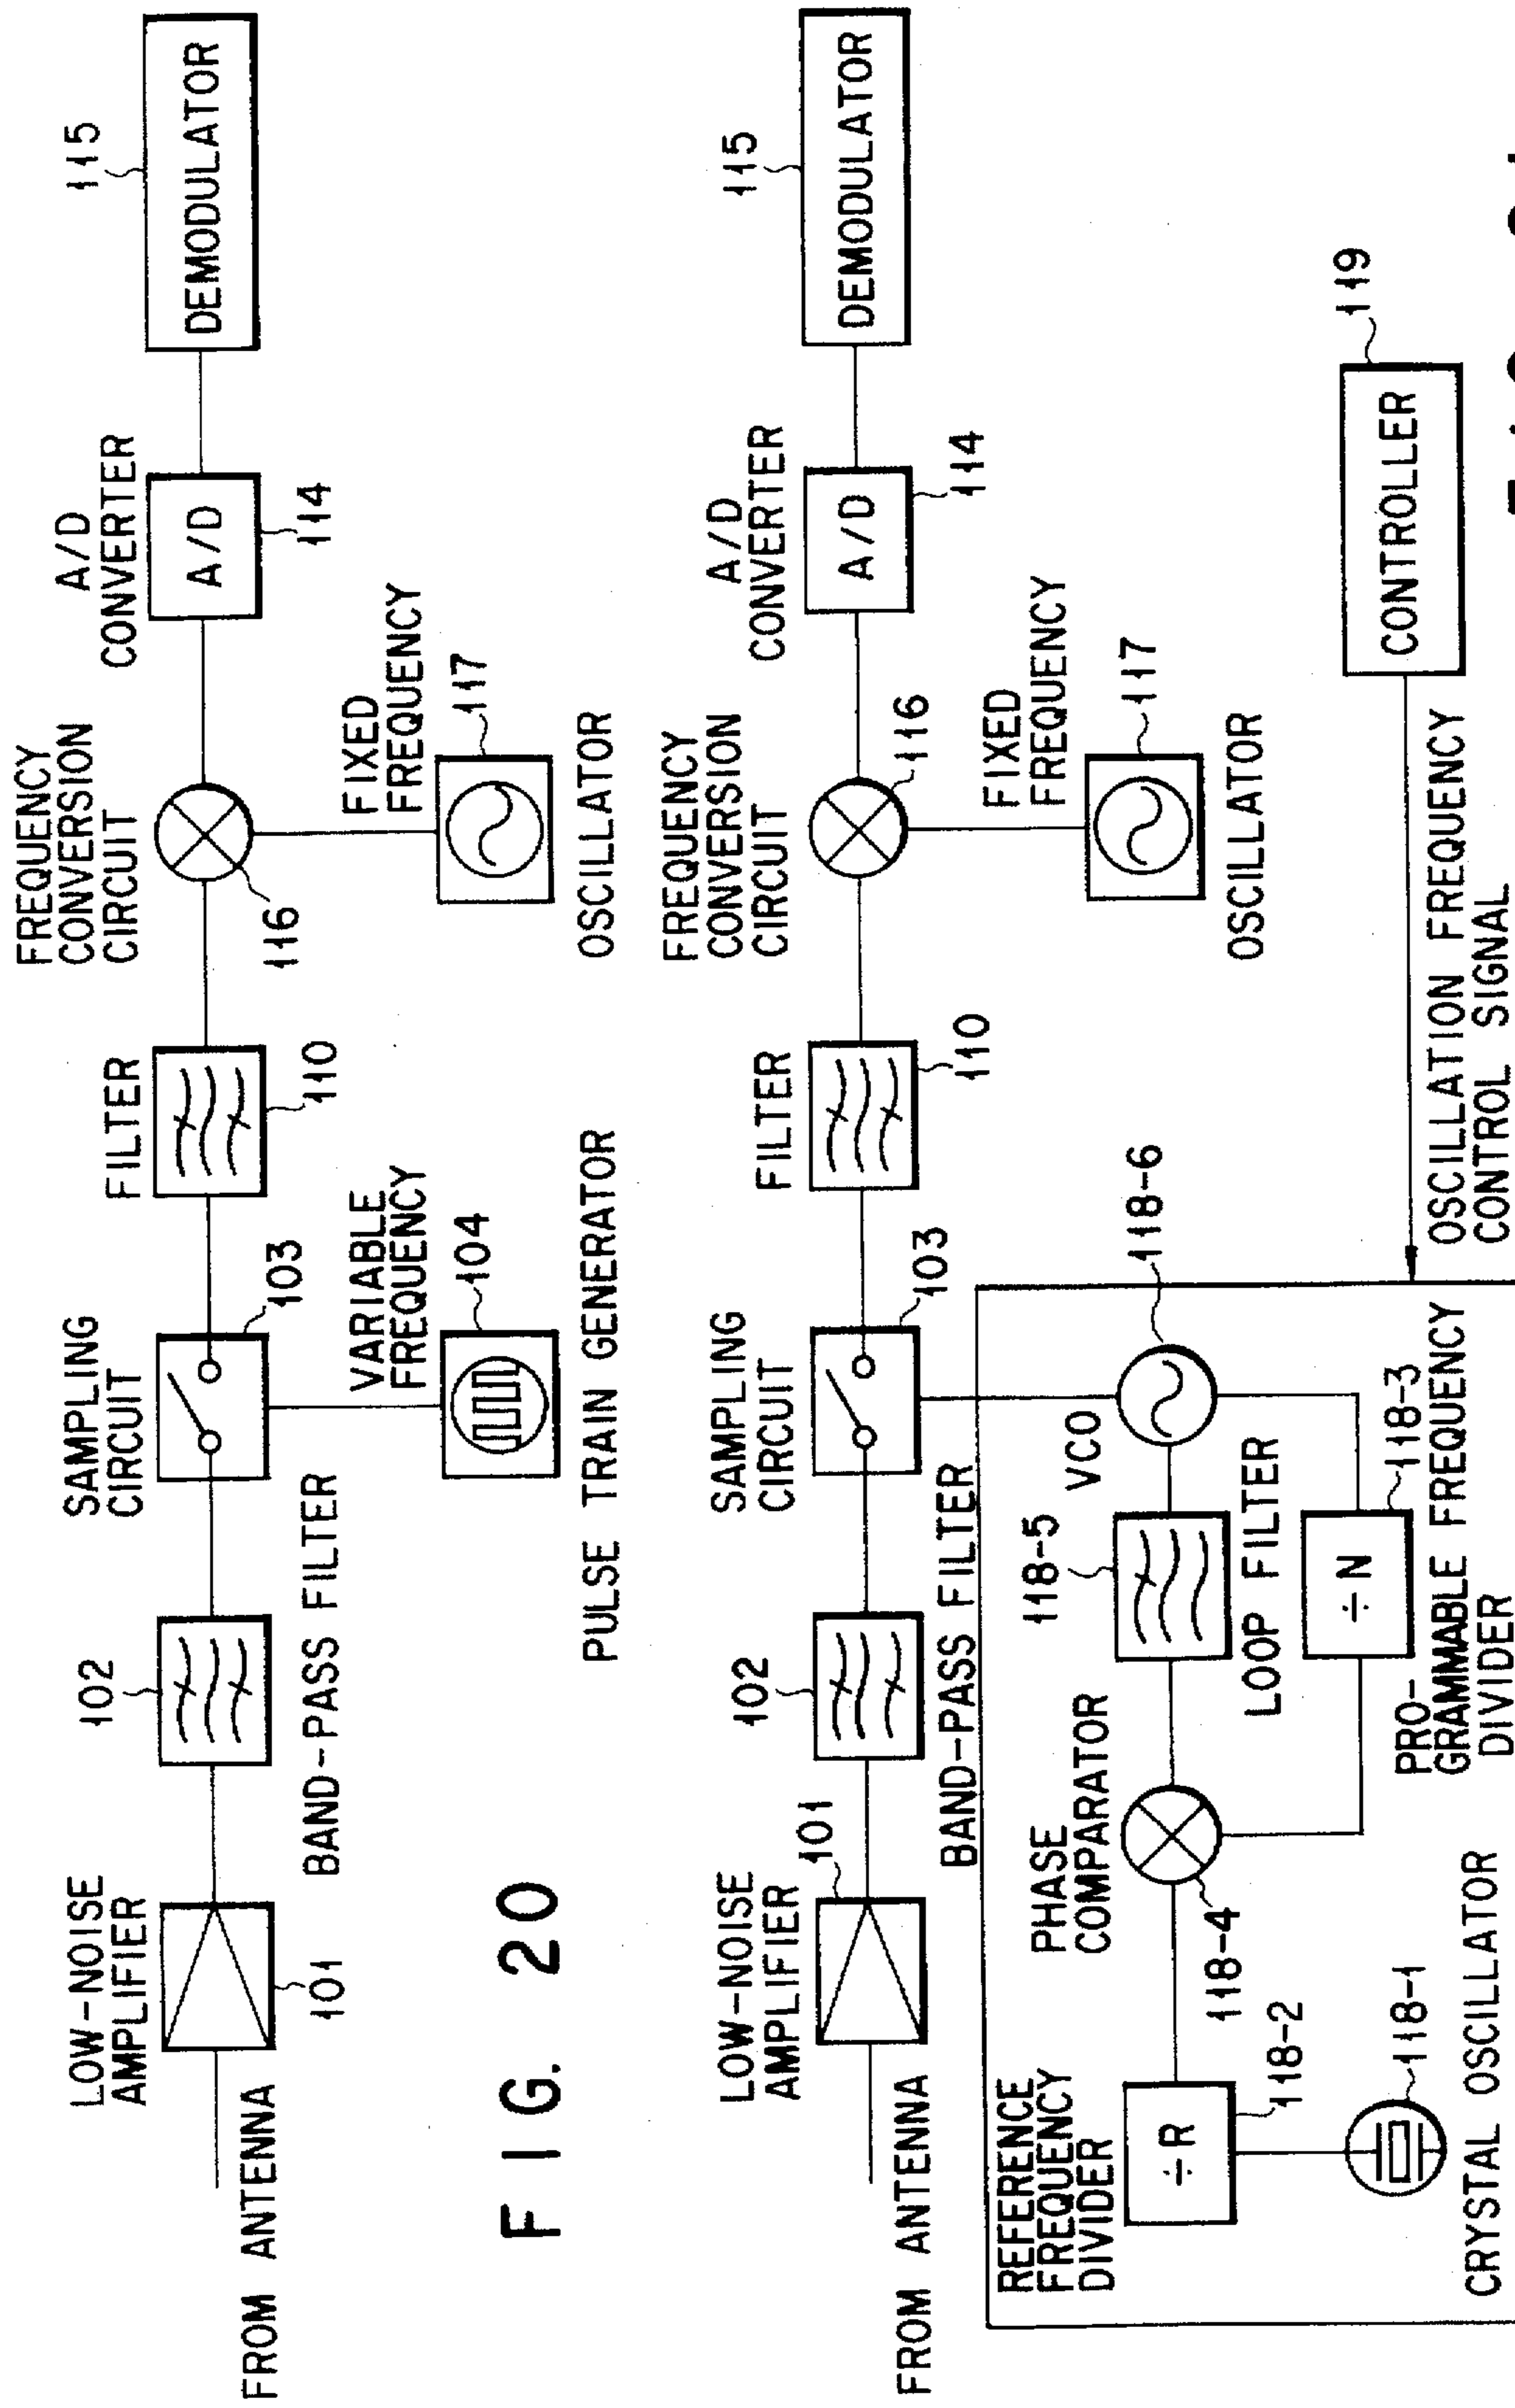 FROM ANTENNA
LOW-NOISE
AMPLIFIER
101
102
BAND-PASS FILTER
SAMPLING
CIRCUIT
103
VARIABLE
FREQUENCY
104
PULSE TRAIN GENERATOR
FILTER
110
FREQUENCY
CONVERSION
CIRCUIT
116
FIXED
FREQUENCY
117
OSCILLATOR
A/D
CONVERTER
A/D
114
115
DEMODULATOR
FIG. 20
FROM ANTENNA
LOW-NOISE
AMPLIFIER
101
102
BAND-PASS FILTER
SAMPLING
CIRCUIT
103
FILTER
110
FREQUENCY
CONVERSION
CIRCUIT
116
FIXED
FREQUENCY
117
OSCILLATOR
A/D
CONVERTER
A/D
114
115
DEMODULATOR
REFERENCE
FREQUENCY
DIVIDER
÷R
118-2
118-1
CRYSTAL OSCILLATOR
PHASE
COMPARATOR
118-4
118-5
LOOP FILTER
VCO
118-6
÷N
118-3
PRO-
GRAMMABLE FREQUENCY
DIVIDER
OSCILLATION FREQUENCY
CONTROL SIGNAL
CONTROLLER
119